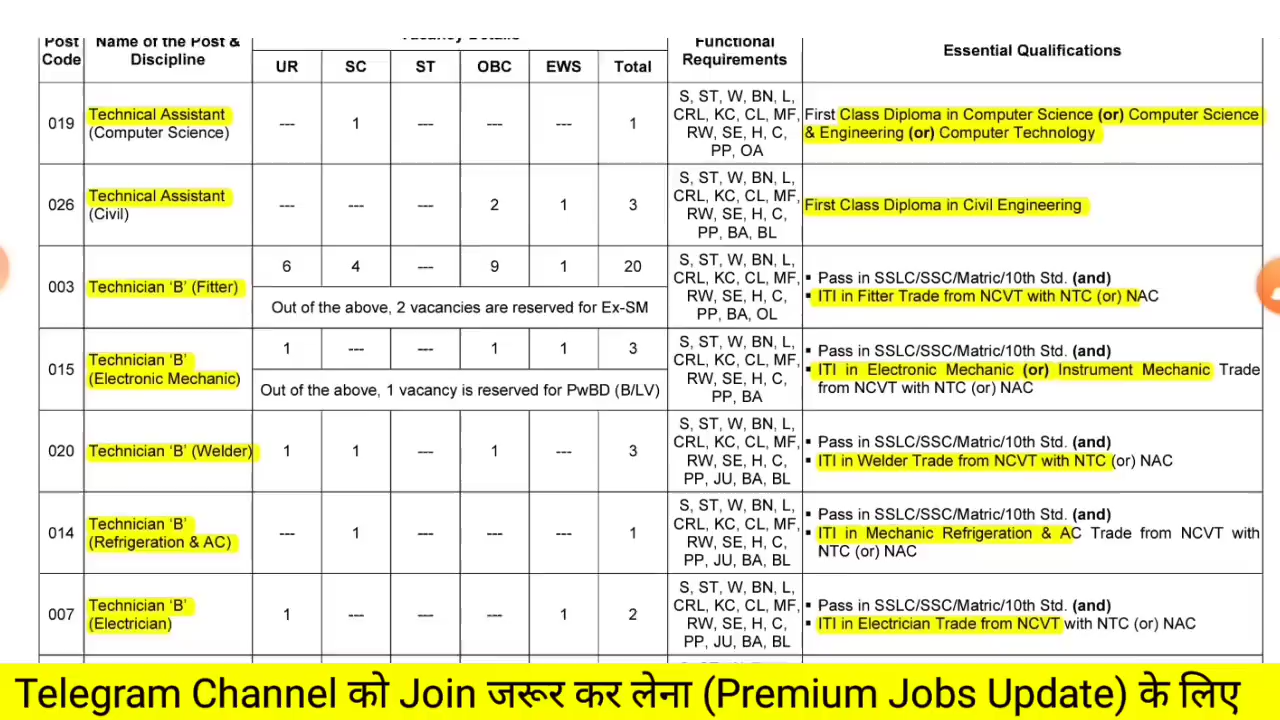 Post Code
Name of the Post & Discipline
Vacancy Details
Functional Requirements
Essential Qualifications
UR SC ST OBC EWS Total
019
Technical Assistant
(Computer Science)
--- 1 --- --- --- 1
S, ST, W, BN, L,
CRL, KC, CL, MF,
RW, SE, H, C,
PP, OA
First Class Diploma in Computer Science (or) Computer Science
& Engineering (or) Computer Technology
026
Technical Assistant
(Civil)
--- --- --- 2 1 3
S, ST, W, BN, L,
CRL, KC, CL, MF,
RW, SE, H, C,
PP, BA, BL
First Class Diploma in Civil Engineering
003
Technician ‘B’ (Fitter)
6 4 --- 9 1 20
Out of the above, 2 vacancies are reserved for Ex-SM
S, ST, W, BN, L,
CRL, KC, CL, MF,
RW, SE, H, C,
PP, BA, OL
▪ Pass in SSLC/SSC/Matric/10th Std. (and)
▪ ITI in Fitter Trade from NCVT with NTC (or) NAC
015
Technician ‘B’
(Electronic Mechanic)
1 --- --- 1 1 3
Out of the above, 1 vacancy is reserved for PwBD (B/LV)
S, ST, W, BN, L,
CRL, KC, CL, MF,
RW, SE, H, C,
PP, BA
▪ Pass in SSLC/SSC/Matric/10th Std. (and)
▪ ITI in Electronic Mechanic (or) Instrument Mechanic Trade
from NCVT with NTC (or) NAC
020
Technician ‘B’ (Welder)
1 1 --- 1 --- 3
S, ST, W, BN, L,
CRL, KC, CL, MF,
RW, SE, H, C,
PP, JU, BA, BL
▪ Pass in SSLC/SSC/Matric/10th Std. (and)
▪ ITI in Welder Trade from NCVT with NTC (or) NAC
014
Technician ‘B’
(Refrigeration & AC)
--- 1 --- --- --- 1
S, ST, W, BN, L,
CRL, KC, CL, MF,
RW, SE, H, C,
PP, JU, BA, BL
▪ Pass in SSLC/SSC/Matric/10th Std. (and)
▪ ITI in Mechanic Refrigeration & AC Trade from NCVT with
NTC (or) NAC
007
Technician ‘B’
(Electrician)
1 --- --- --- 1 2
S, ST, W, BN, L,
CRL, KC, CL, MF,
RW, SE, H, C,
PP, JU, BA, BL
▪ Pass in SSLC/SSC/Matric/10th Std. (and)
▪ ITI in Electrician Trade from NCVT with NTC (or) NAC
Telegram Channel को Join जरूर कर लेना (Premium Jobs Update) के लिए